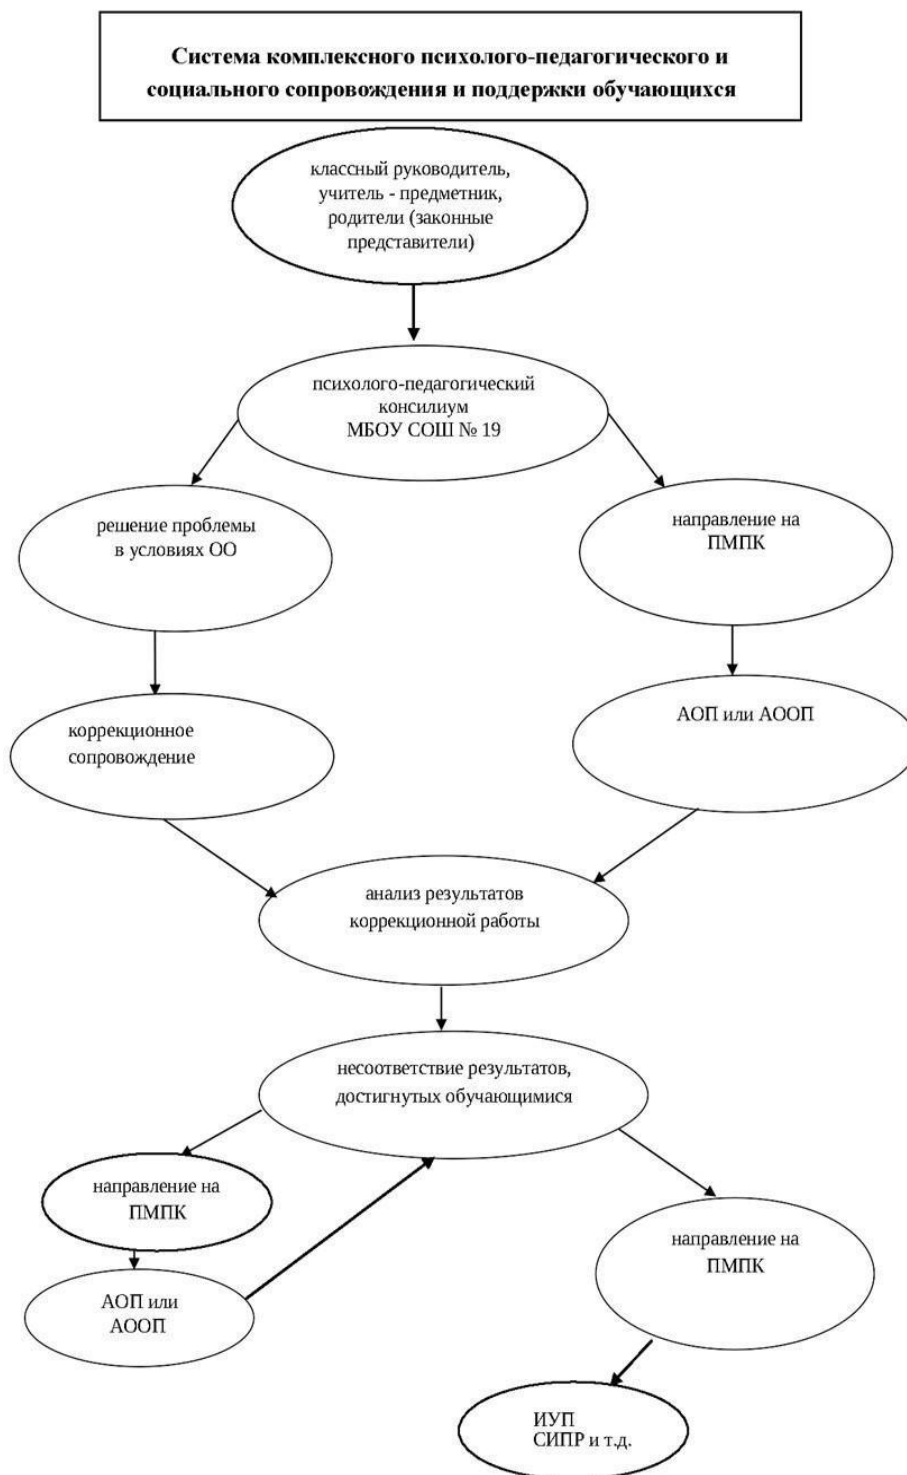 Система комплексного психолого-педагогического и
социального сопровождения и поддержки обучающихся
классный руководитель,
учитель - предметник,
родители (законные
представители)
психолого-педагогический
консилиум
МБОУ СОШ № 19
решение проблемы
в условиях ОО
направление на
ПМПК
коррекционное
сопровождение
АОП или АООП
анализ результатов
коррекционной работы
несоответствие результатов,
достигнутых обучающимися
направление на
ПМПК
АОП или
АООП
направление на
ПМПК
ИУП
СИПР и т.д.